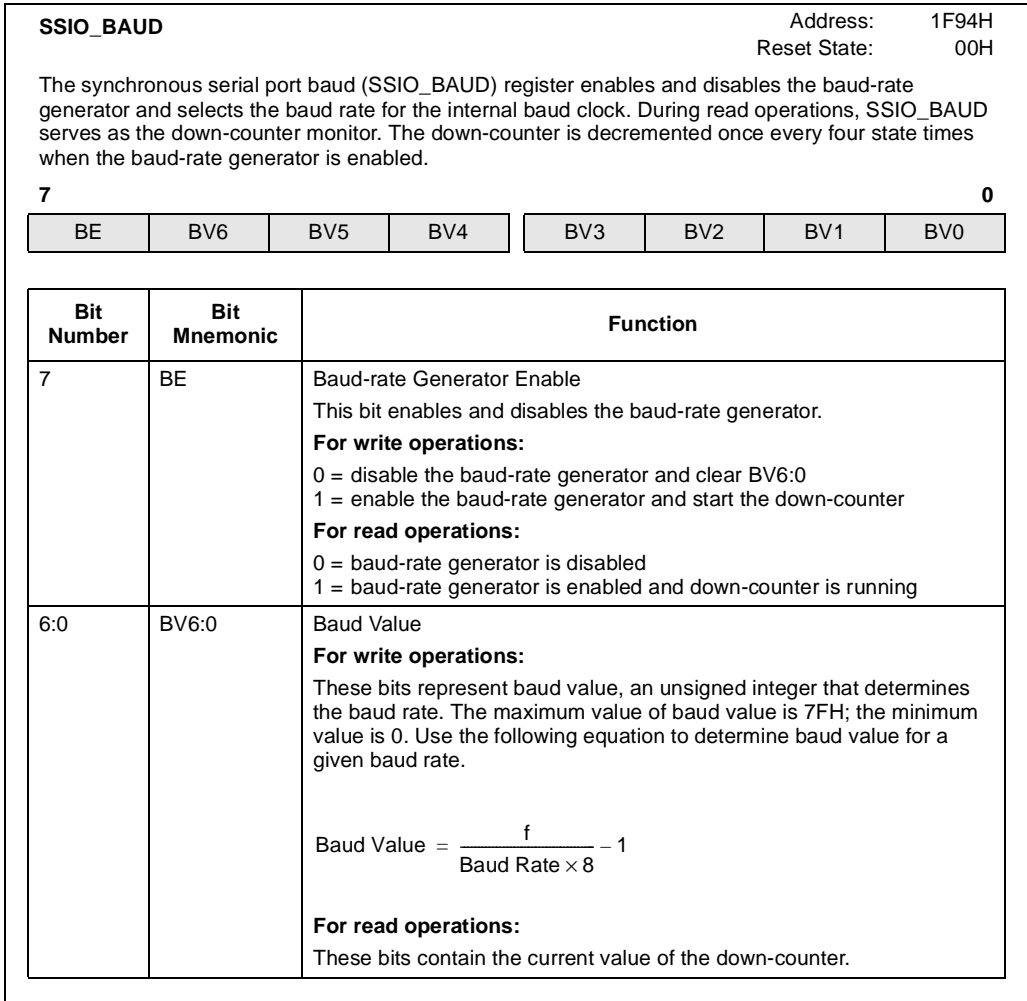 SSIO_BAUD
Address: 1F94H
Reset State: 00H
The synchronous serial port baud (SSIO_BAUD) register enables and disables the baud-rate
generator and selects the baud rate for the internal baud clock. During read operations, SSIO_BAUD
serves as the down-counter monitor. The down-counter is decremented once every four state times
when the baud-rate generator is enabled.
7 0
BE BV6 BV5 BV4 BV3 BV2 BV1 BV0
Bit Number Bit Mnemonic Function
7 BE Baud-rate Generator Enable
This bit enables and disables the baud-rate generator.
For write operations:
0 = disable the baud-rate generator and clear BV6:0
1 = enable the baud-rate generator and start the down-counter
For read operations:
0 = baud-rate generator is disabled
1 = baud-rate generator is enabled and down-counter is running
6:0 BV6:0 Baud Value
For write operations:
These bits represent baud value, an unsigned integer that determines
the baud rate. The maximum value of baud value is 7FH; the minimum
value is 0. Use the following equation to determine baud value for a
given baud rate.
f
Baud Value = – 1
Baud Rate × 8
For read operations:
These bits contain the current value of the down-counter.